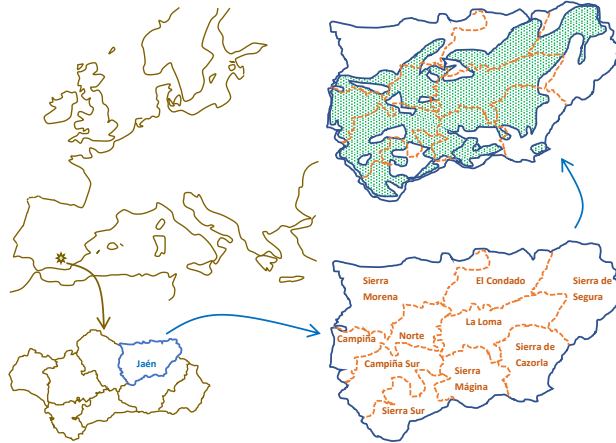 Jaén
Sierra
Morena
El Condado
Sierra de
Segura
La Loma
Campiña
Norte
Sierra de
Cazorla
Campiña Sur
Sierra
Mágina
Sierra Sur